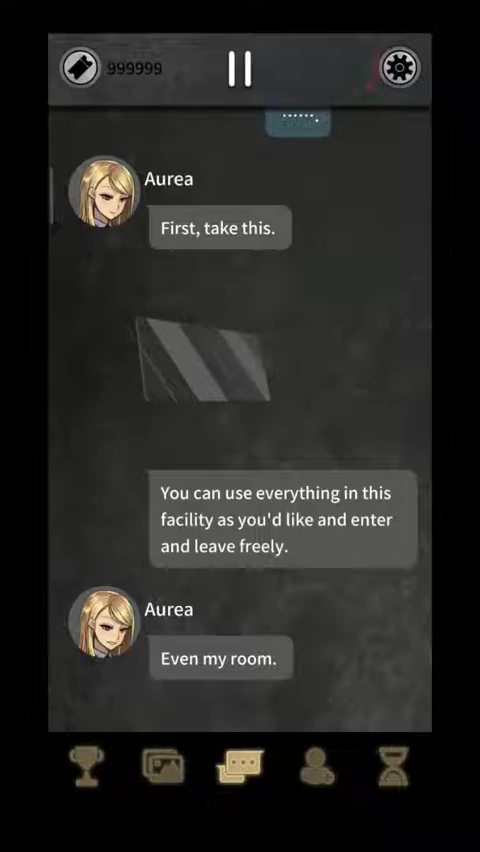 999999
.......
Aurea
First, take this.
You can use everything in this
facility as you'd like and enter
and leave freely.
Aurea
Even my room.